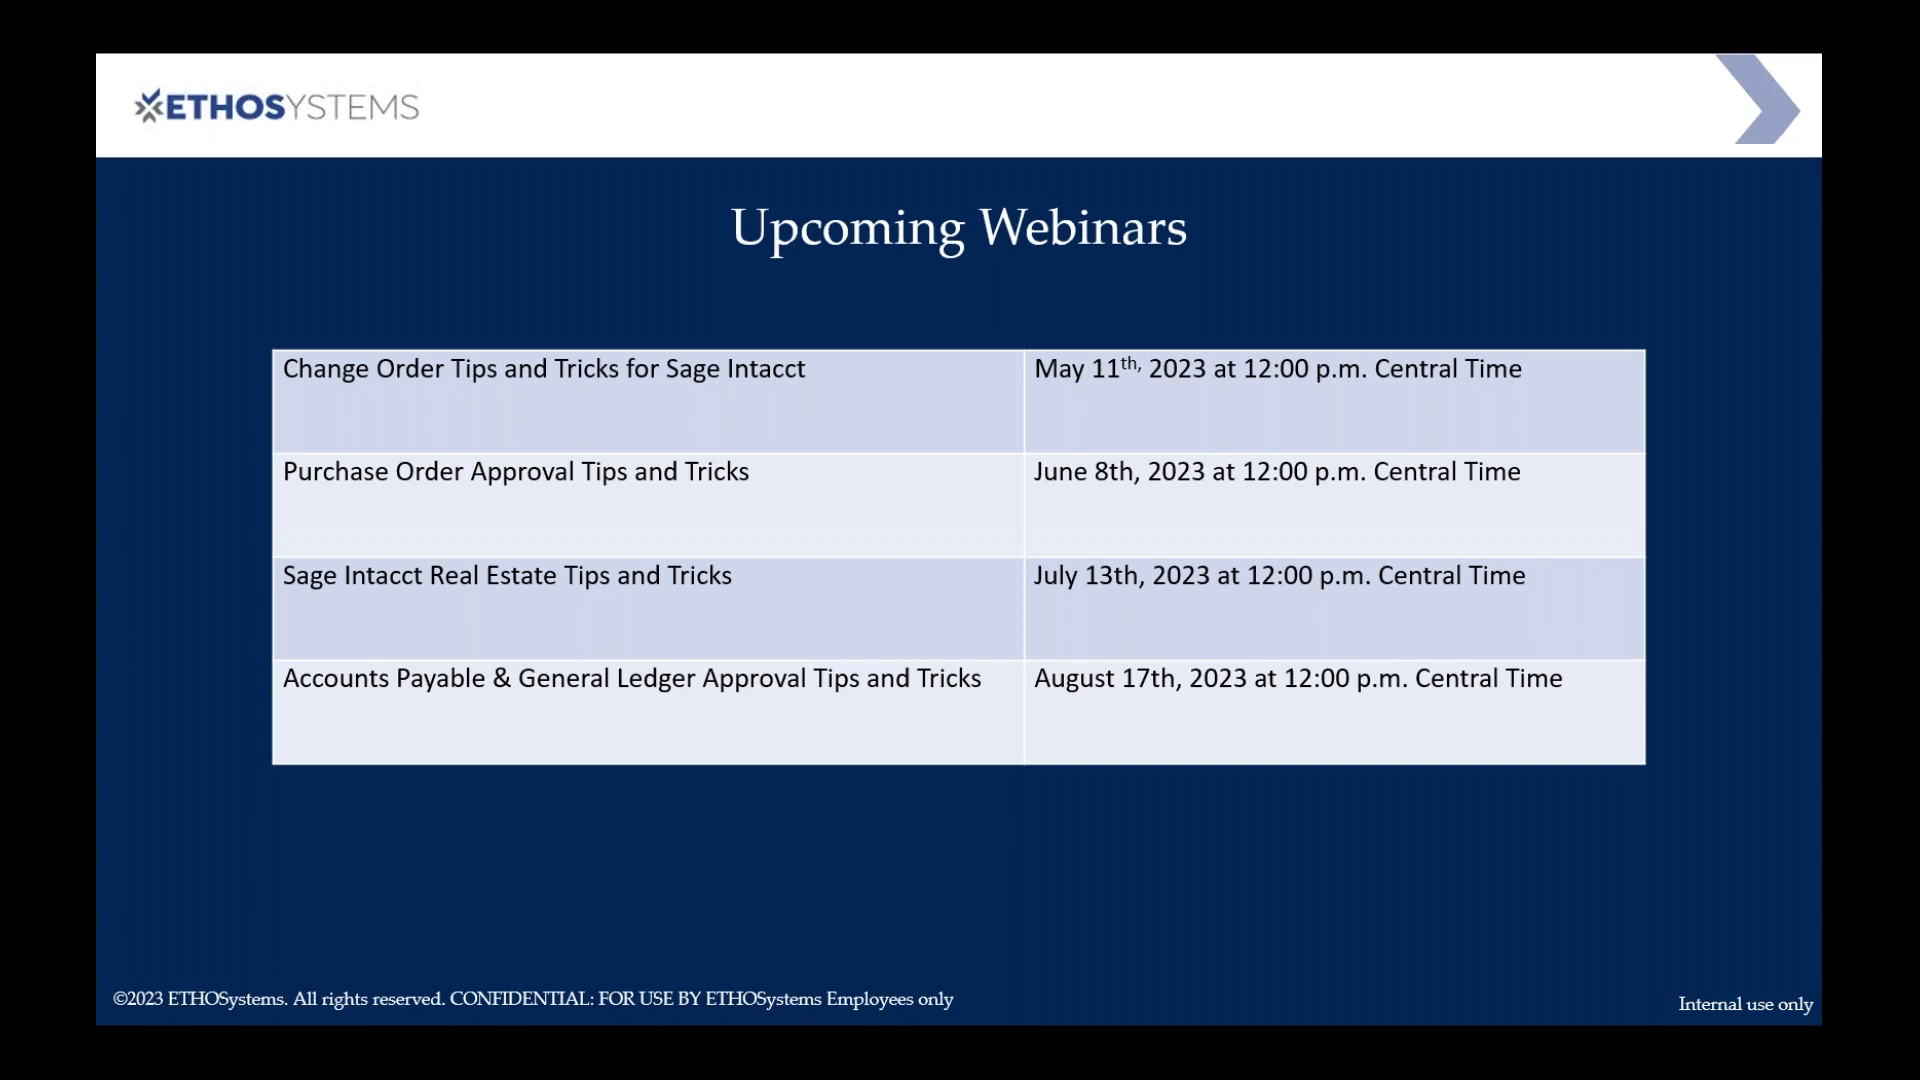 ETHOSYSTEMS
Upcoming Webinars
Change Order Tips and Tricks for Sage Intacct
May 11th, 2023 at 12:00 p.m. Central Time
Purchase Order Approval Tips and Tricks
June 8th, 2023 at 12:00 p.m. Central Time
Sage Intacct Real Estate Tips and Tricks
July 13th, 2023 at 12:00 p.m. Central Time
Accounts Payable & General Ledger Approval Tips and Tricks
August 17th, 2023 at 12:00 p.m. Central Time
©2023 ETHOSystems. All rights reserved. CONFIDENTIAL: FOR USE BY ETHOSystems Employees only
Internal use only